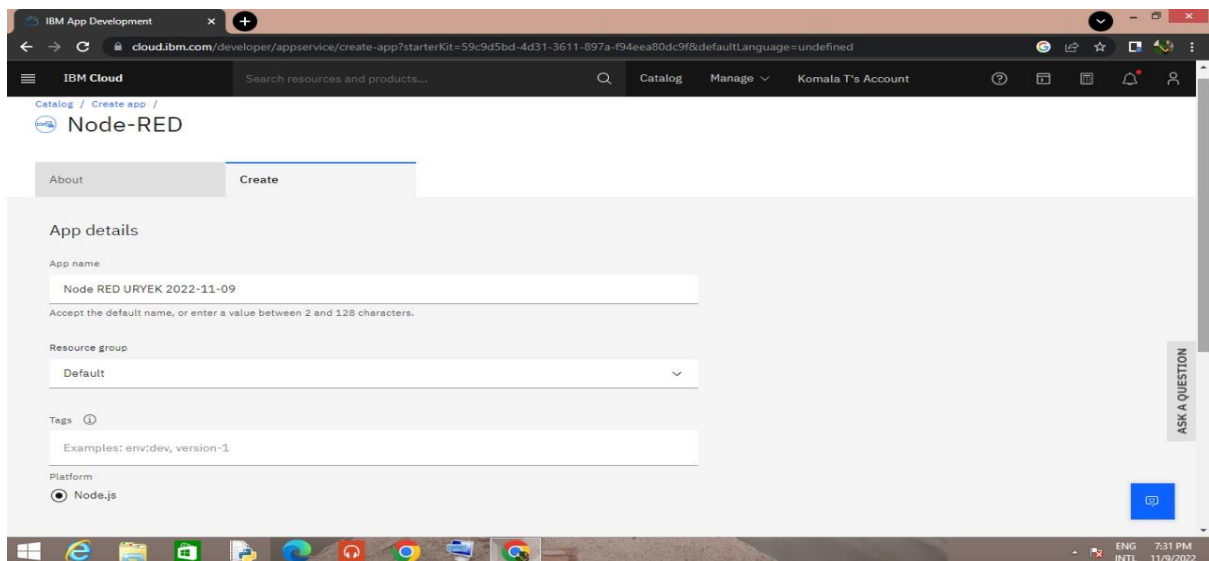 IBM App Development
cloud.ibm.com/developer/appservice/create-app?starterKit=59c9d5bd-4d31-3611-897a-f94eea80dc9f&defaultLanguage=undefined
IBM Cloud
Search resources and products...
Catalog
Manage
Komala T's Account
Catalog / Create app /
Node-RED
About
Create
App details
App name
Node RED URYEK 2022-11-09
Accept the default name, or enter a value between 2 and 128 characters.
Resource group
Default
Tags
Examples: env:dev, version-1
Platform
Node.js
ASK A QUESTION
ENG 7:31 PM
INTL 11/9/2022